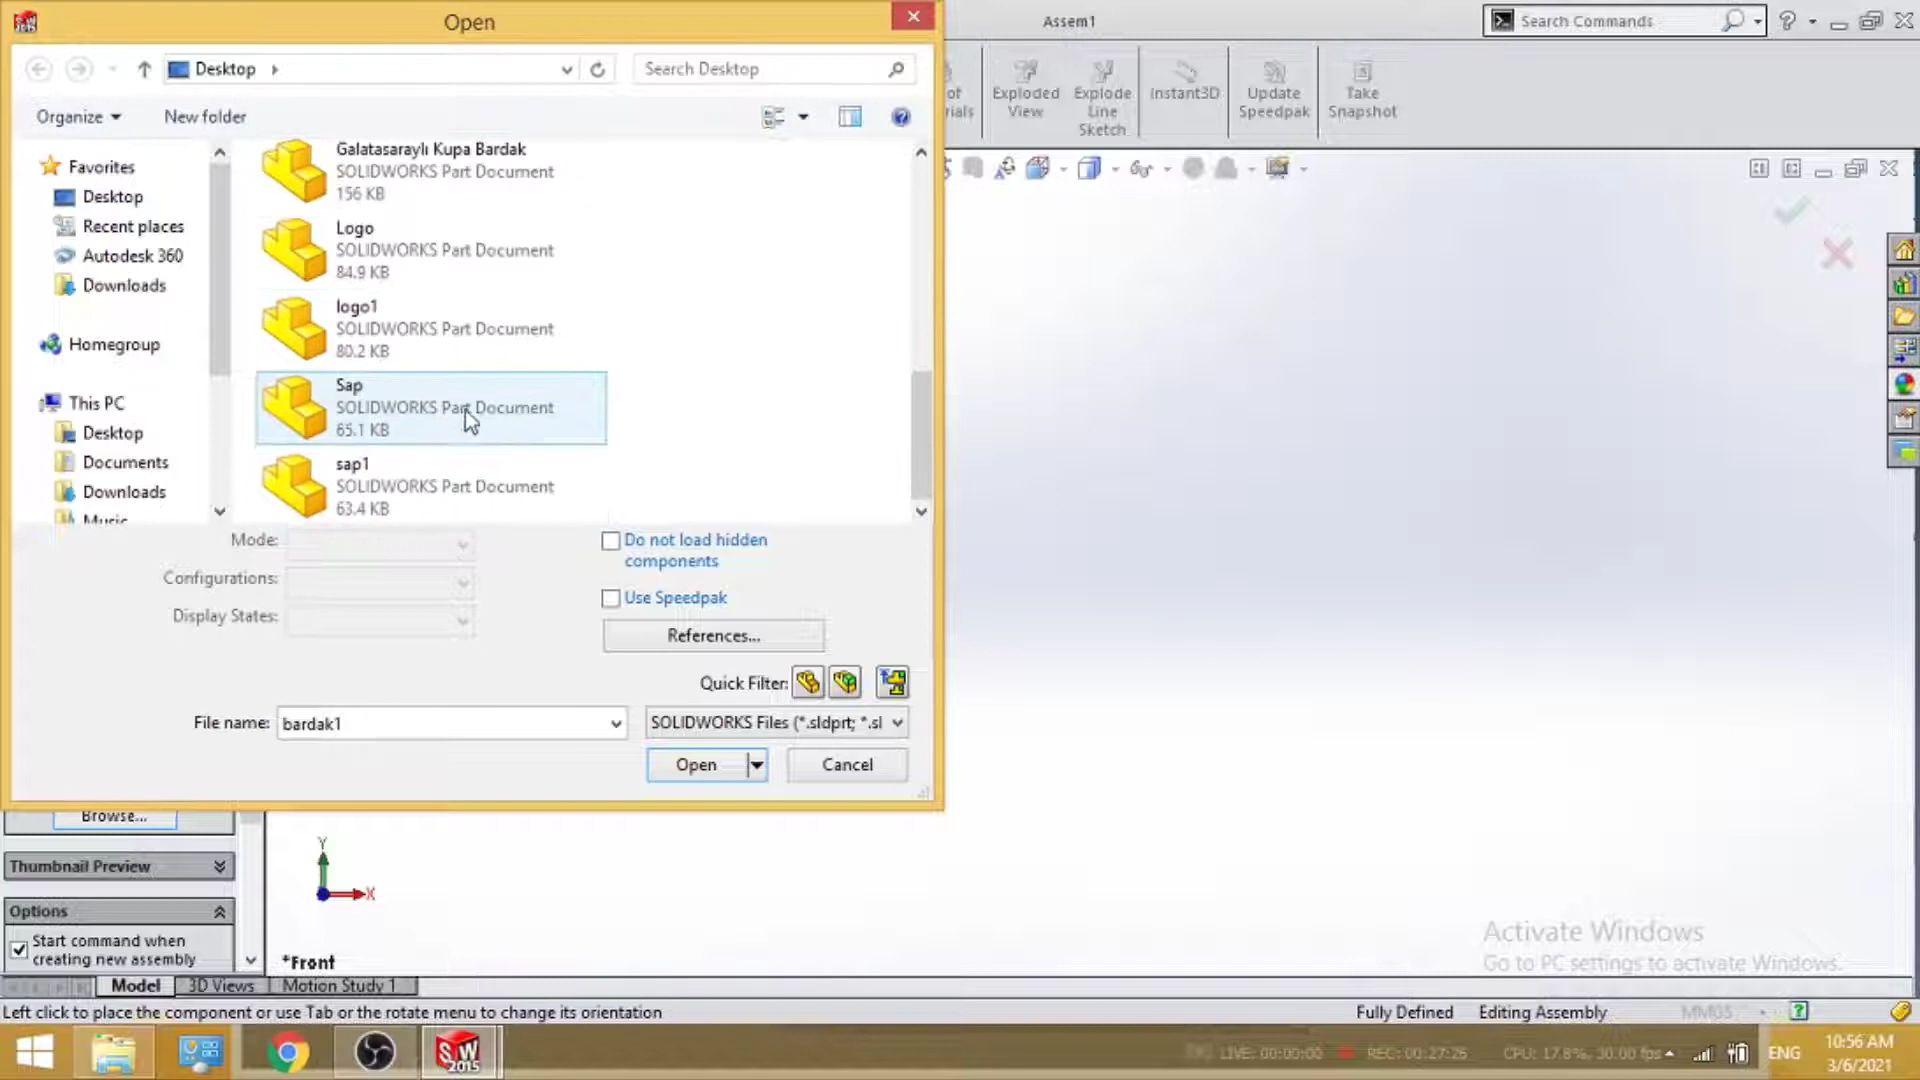 Open
Assem1
Search Commands
Desktop
Search Desktop
Exploded
View
Explode
Line
Sketch
Instant3D
Update
Speedpak
Take
Snapshot
Organize
New folder
Favorites
Desktop
Recent places
Autodesk 360
Downloads
Homegroup
This PC
Desktop
Documents
Downloads
Music
Galatasaraylı Kupa Bardak
SOLIDWORKS Part Document
156 KB
Logo
SOLIDWORKS Part Document
84.9 KB
logo1
SOLIDWORKS Part Document
80.2 KB
Sap
SOLIDWORKS Part Document
65.1 KB
sap1
SOLIDWORKS Part Document
63.4 KB
Mode:
Configurations:
Display States:
Do not load hidden
components
Use Speedpak
References...
Quick Filter:
File name: bardak1
SOLIDWORKS Files (*.sldprt; *.sl
Open
Cancel
Browse...
Thumbnail Preview
Options
Start command when
creating new assembly
Y
X
*Front
Activate Windows
Go to PC settings to activate Windows.
Model
3D Views
Motion Study 1
Left click to place the component or use Tab or the rotate menu to change its orientation
Fully Defined
Editing Assembly
MMGS
SW
2015
LIVE: 00:00:00
REC: 00:27:26
CPU: 17.8%, 30.00 fps
ENG
10:56 AM
3/6/2021